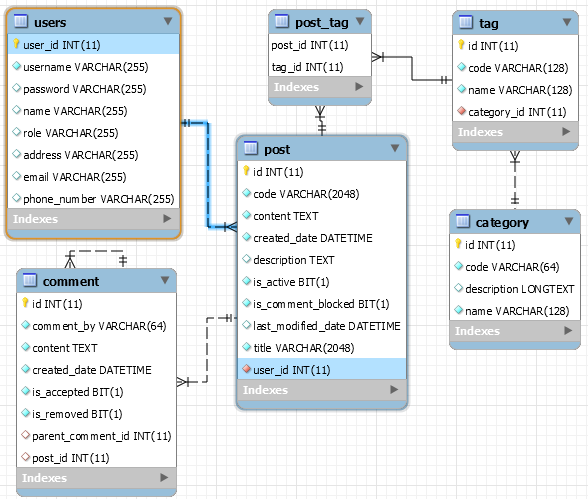 users
user_id INT(11)
username VARCHAR(255)
password VARCHAR(255)
name VARCHAR(255)
role VARCHAR(255)
address VARCHAR(255)
email VARCHAR(255)
phone_number VARCHAR(255)
Indexes
post_tag
post_id INT(11)
tag_id INT(11)
Indexes
tag
id INT(11)
code VARCHAR(128)
name VARCHAR(128)
category_id INT(11)
Indexes
post
id INT(11)
code VARCHAR(2048)
content TEXT
created_date DATETIME
description TEXT
is_active BIT(1)
is_comment_blocked BIT(1)
last_modified_date DATETIME
title VARCHAR(2048)
user_id INT(11)
Indexes
category
id INT(11)
code VARCHAR(64)
description LONGTEXT
name VARCHAR(128)
Indexes
comment
id INT(11)
comment_by VARCHAR(64)
content TEXT
created_date DATETIME
is_accepted BIT(1)
is_removed BIT(1)
parent_comment_id INT(11)
post_id INT(11)
Indexes